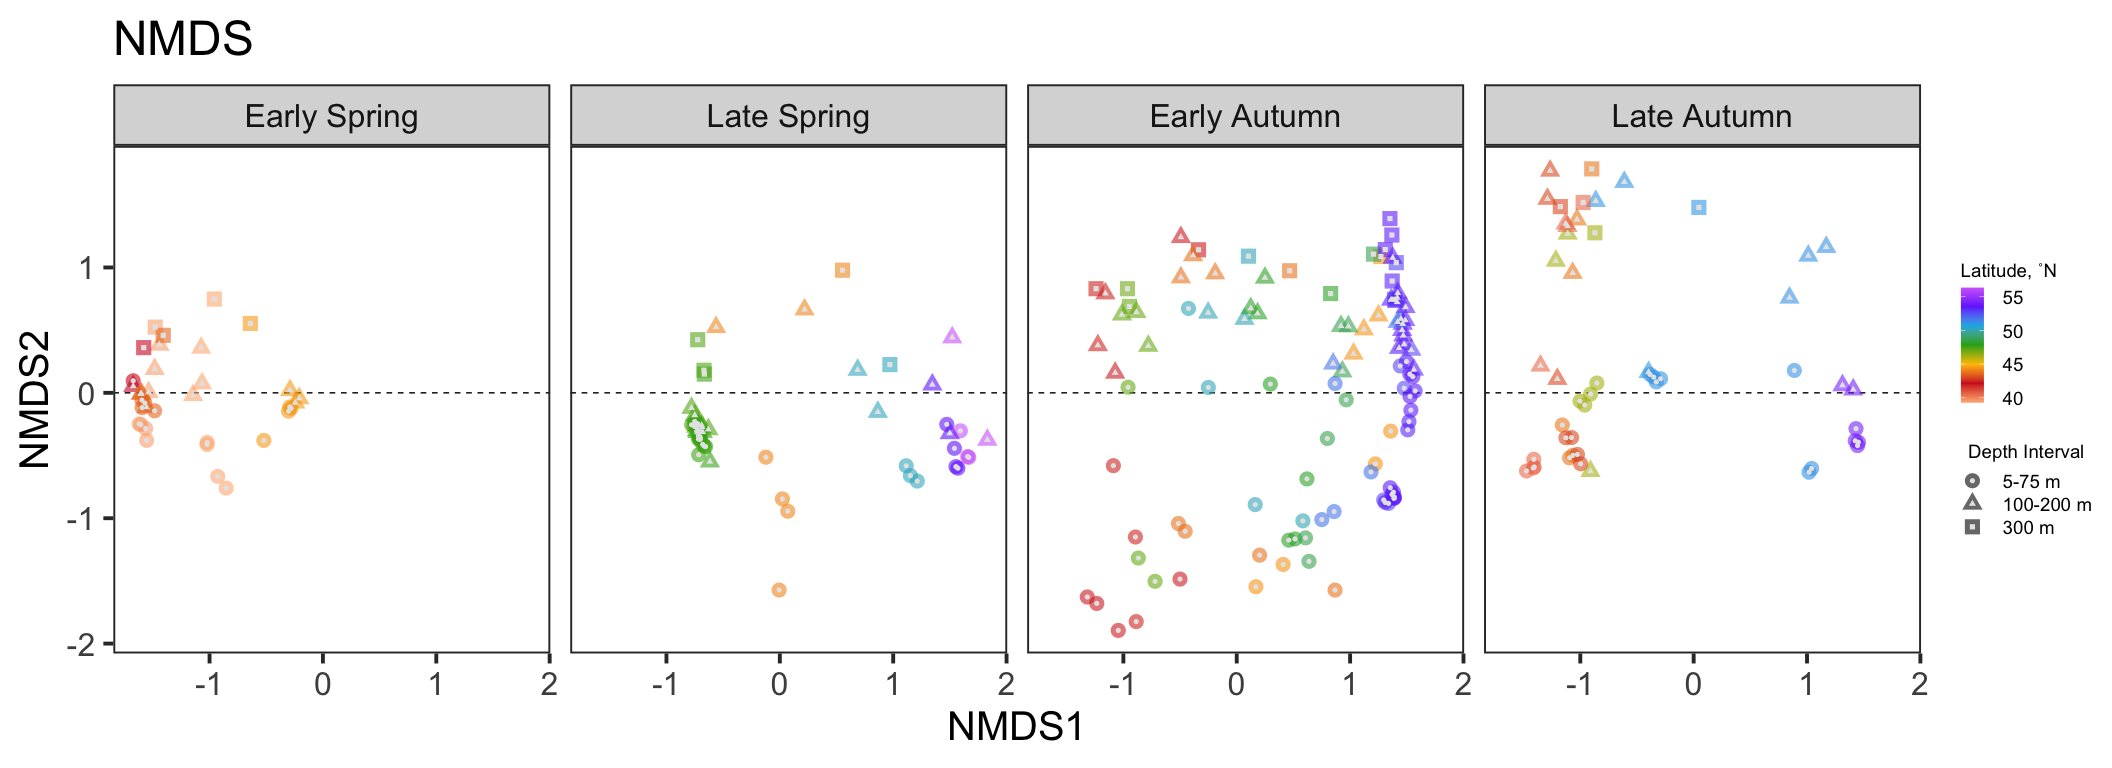 NMDS
Early Spring
Late Spring
Early Autumn
Late Autumn
1
0
-1
-2
NMDS2
-1 0 1 2
-1 0 1 2
-1 0 1 2
-1 0 1 2
NMDS1
Latitude, °N
55
50
45
40
Depth Interval
5-75 m
100-200 m
300 m